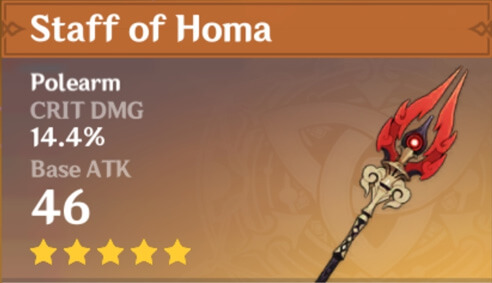 Staff of Homa
Polearm
CRIT DMG
14.4%
Base ATK
46